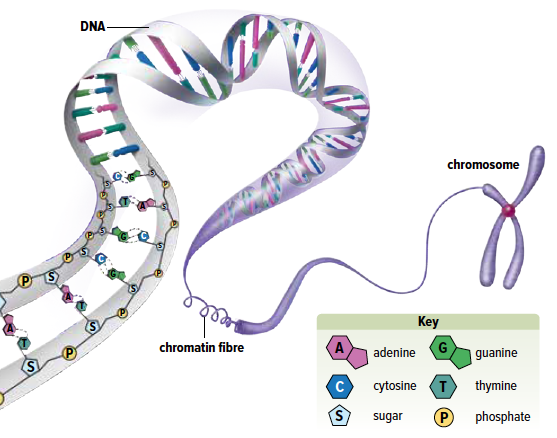 DNA
chromosome
C G
S S
P P
T A
S S
P P
G C
S S
P P
C G
S S
P P
A T
S S
P P
A T
S
chromatin fibre
Key
A adenine G guanine
C cytosine T thymine
S sugar P phosphate